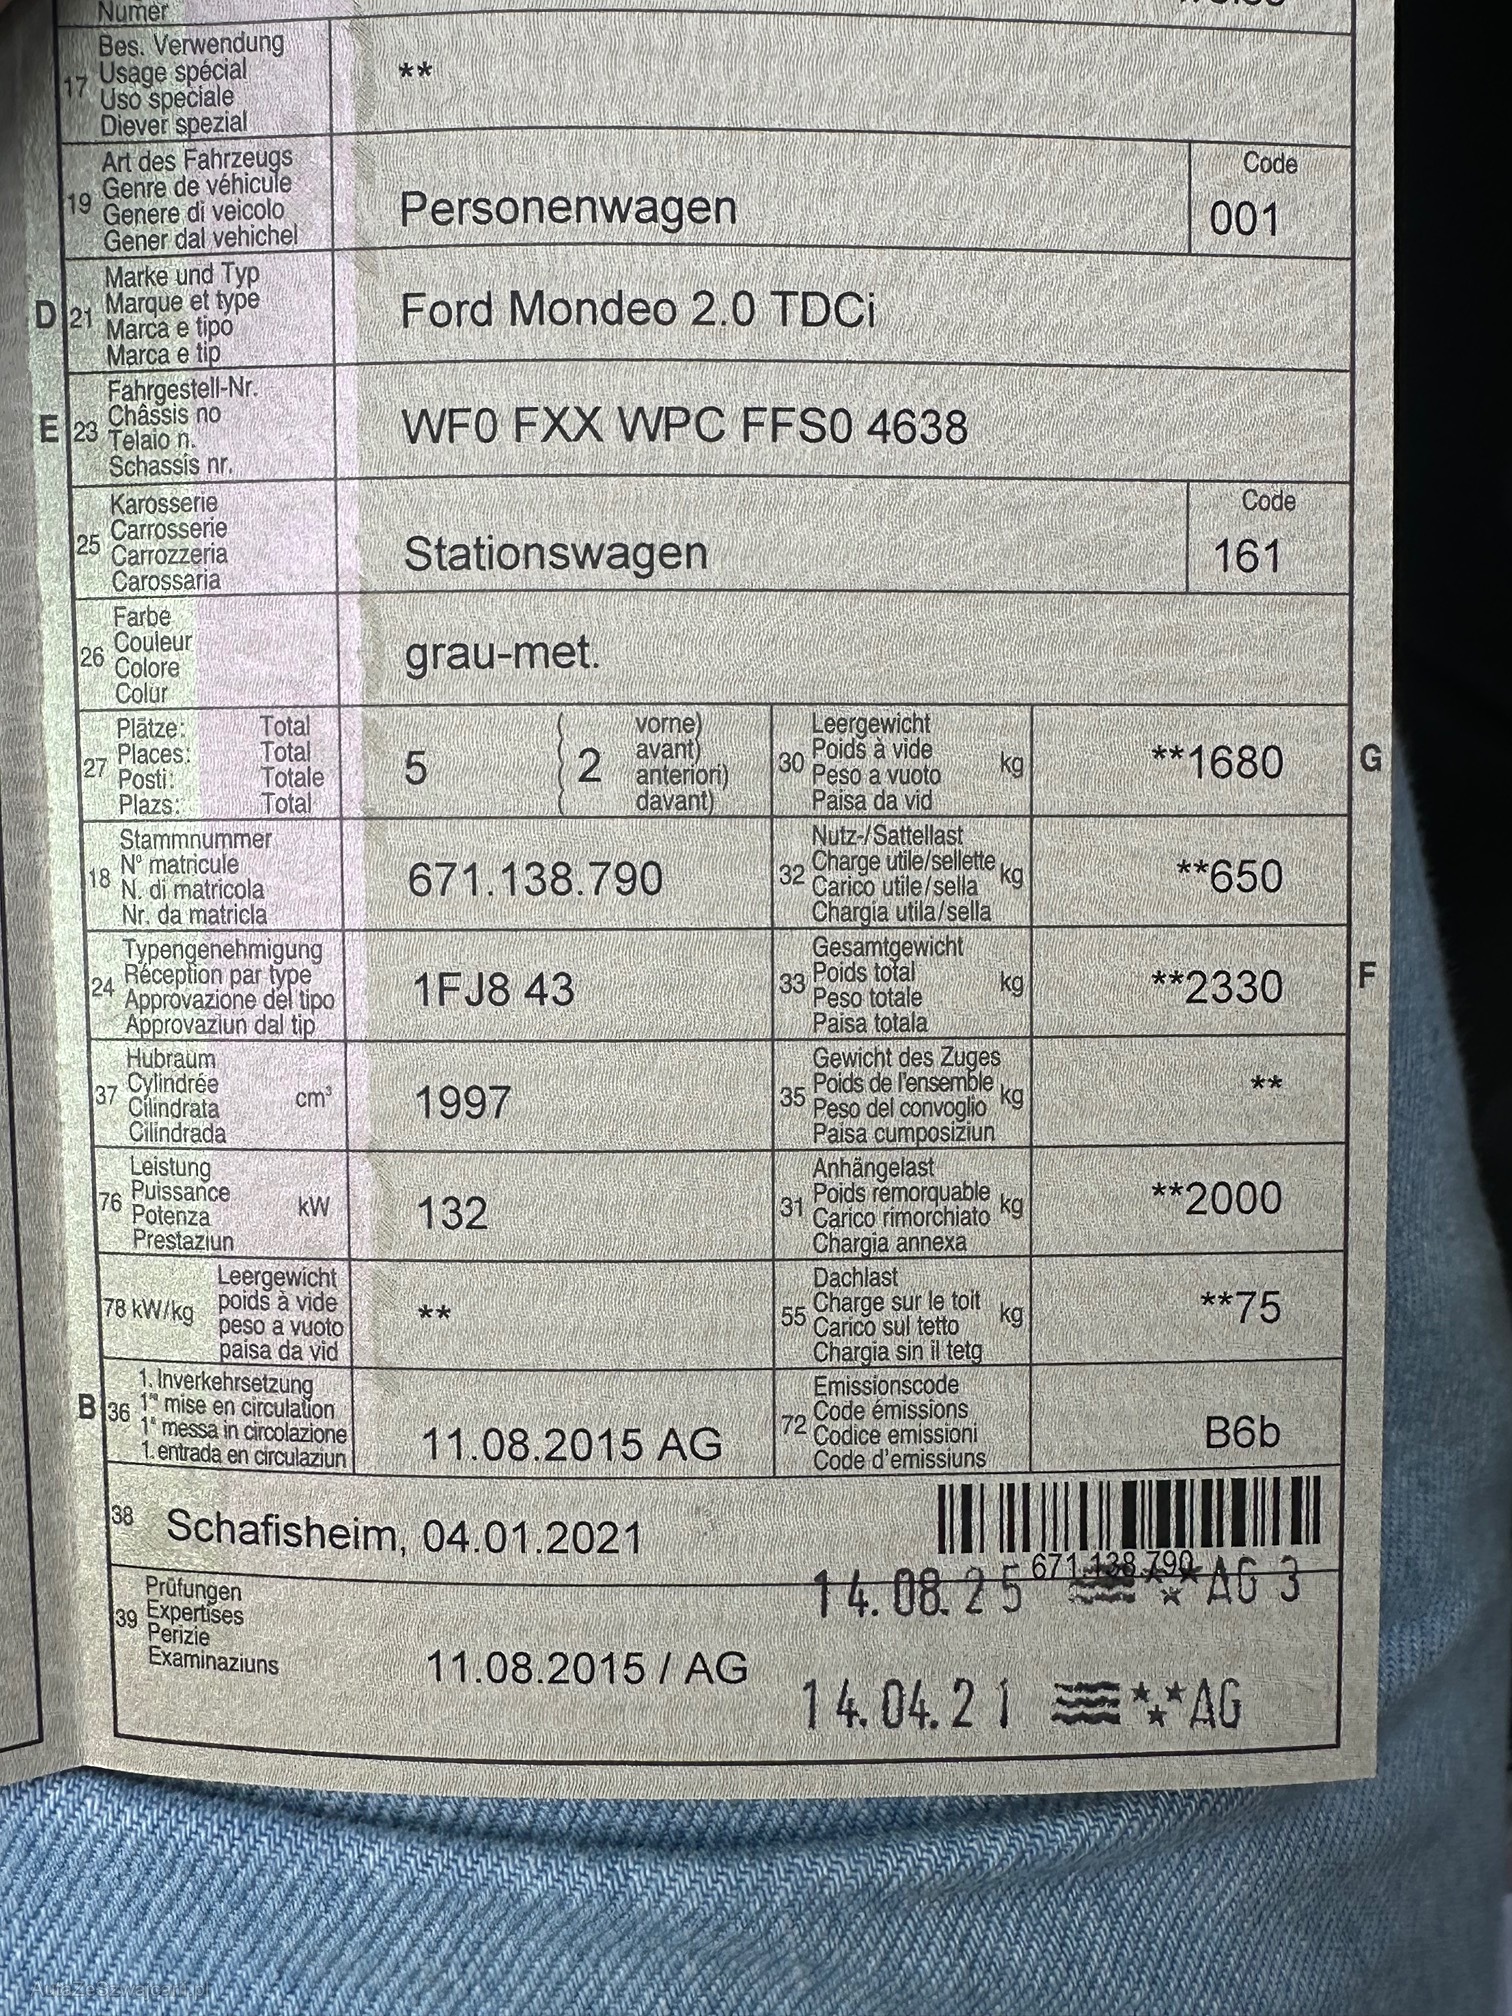 Numer
17 Bes. Verwendung
Usage spécial
Uso speciale
Diever spezial
**
19 Art des Fahrzeugs
Genre de véhicule
Genere di veicolo
Gener dal vehichel
Personenwagen
Code
001
D 21 Marke und Typ
Marque et type
Marca e tipo
Marca e tip
Ford Mondeo 2.0 TDCi
E 23 Fahrgestell-Nr.
Châssis no
Telaio n.
Schassis nr.
WF0 FXX WPC FFS0 4638
25 Karosserie
Carrosserie
Carrozzeria
Carossaria
Stationswagen
Code
161
26 Farbe
Couleur
Colore
Colur
grau-met.
27 Plätze: Total
Places: Total
Posti: Totale
Plazs: Total
5 2
vorne)
avant)
anteriori)
davant)
30 Leergewicht
Poids à vide kg
Peso a vuoto
Paisa da vid
**1680 G
18 Stammnummer
N° matricule
N. di matricola
Nr. da matricla
671.138.790
32 Nutz-/Sattellast
Charge utile/sellette kg
Carico utile/sella
Chargia utila/sella
**650
24 Typengenehmigung
Réception par type
Approvazione del tipo
Approvaziun dal tip
1FJ8 43
33 Gesamtgewicht
Poids total kg
Peso totale
Paisa totala
**2330 F
37 Hubraum
Cylindrée cm³
Cilindrata
Cilindrada
1997
35 Gewicht des Zuges
Poids de l'ensemble kg
Peso del convoglio
Paisa cumposiziun
**
76 Leistung
Puissance kW
Potenza
Prestaziun
132
31 Anhängelast
Poids remorquable kg
Carico rimorchiato
Chargia annexa
**2000
78 kW/kg Leergewicht
poids à vide
peso a vuoto
paisa da vid
**
55 Dachlast
Charge sur le toit kg
Carico sul tetto
Chargia sin il tetg
**75
B 36 1. Inverkehrsetzung
1re mise en circulation
1a messa in circolazione
1. entrada en circulaziun
11.08.2015 AG
72 Emissionscode
Code émissions
Codice emissioni
Code d'emissiuns
B6b
38 Schafisheim, 04.01.2021
671.138.790
14.08.25 AG 3
39 Prüfungen
Expertises
Perizie
Examinaziuns
11.08.2015 / AG
14.04.21 AG
AutaZeSzwajcarii.pl